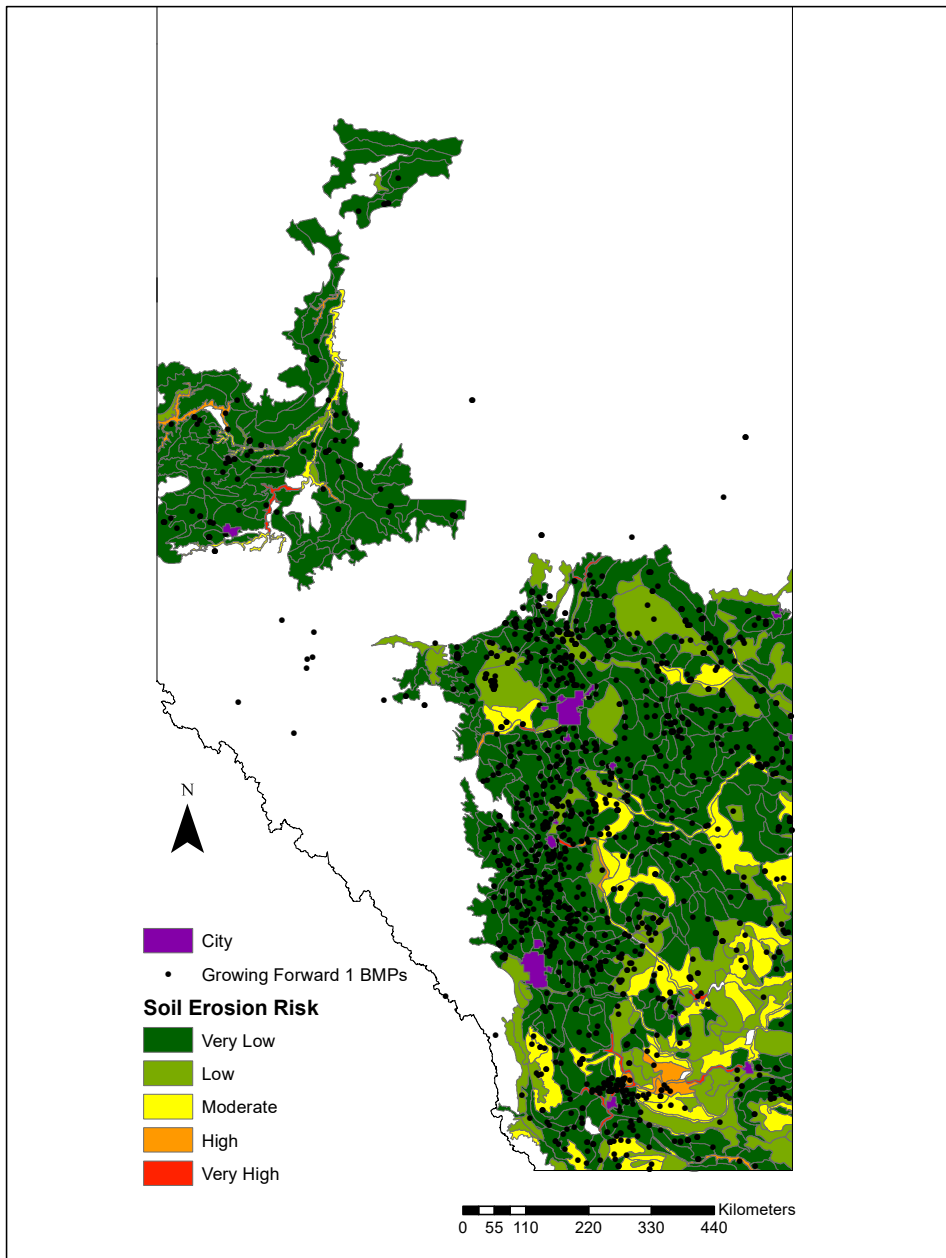 N
City
Growing Forward 1 BMPs
Soil Erosion Risk
Very Low
Low
Moderate
High
Very High
Kilometers
0 55 110 220 330 440